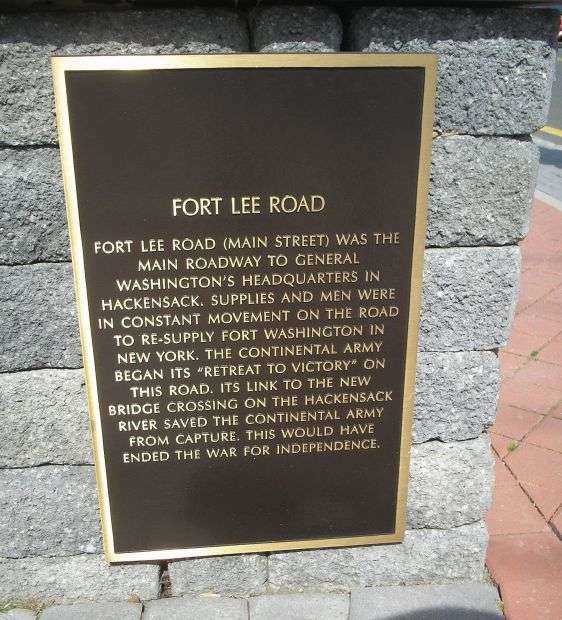 FORT LEE ROAD
FORT LEE ROAD (MAIN STREET) WAS THE
MAIN ROADWAY TO GENERAL
WASHINGTON'S HEADQUARTERS IN
HACKENSACK. SUPPLIES AND MEN WERE
IN CONSTANT MOVEMENT ON THE ROAD
TO RE-SUPPLY FORT WASHINGTON IN
NEW YORK. THE CONTINENTAL ARMY
BEGAN ITS "RETREAT TO VICTORY" ON
THIS ROAD. ITS LINK TO THE NEW
BRIDGE CROSSING ON THE HACKENSACK
RIVER SAVED THE CONTINENTAL ARMY
FROM CAPTURE. THIS WOULD HAVE
ENDED THE WAR FOR INDEPENDENCE.